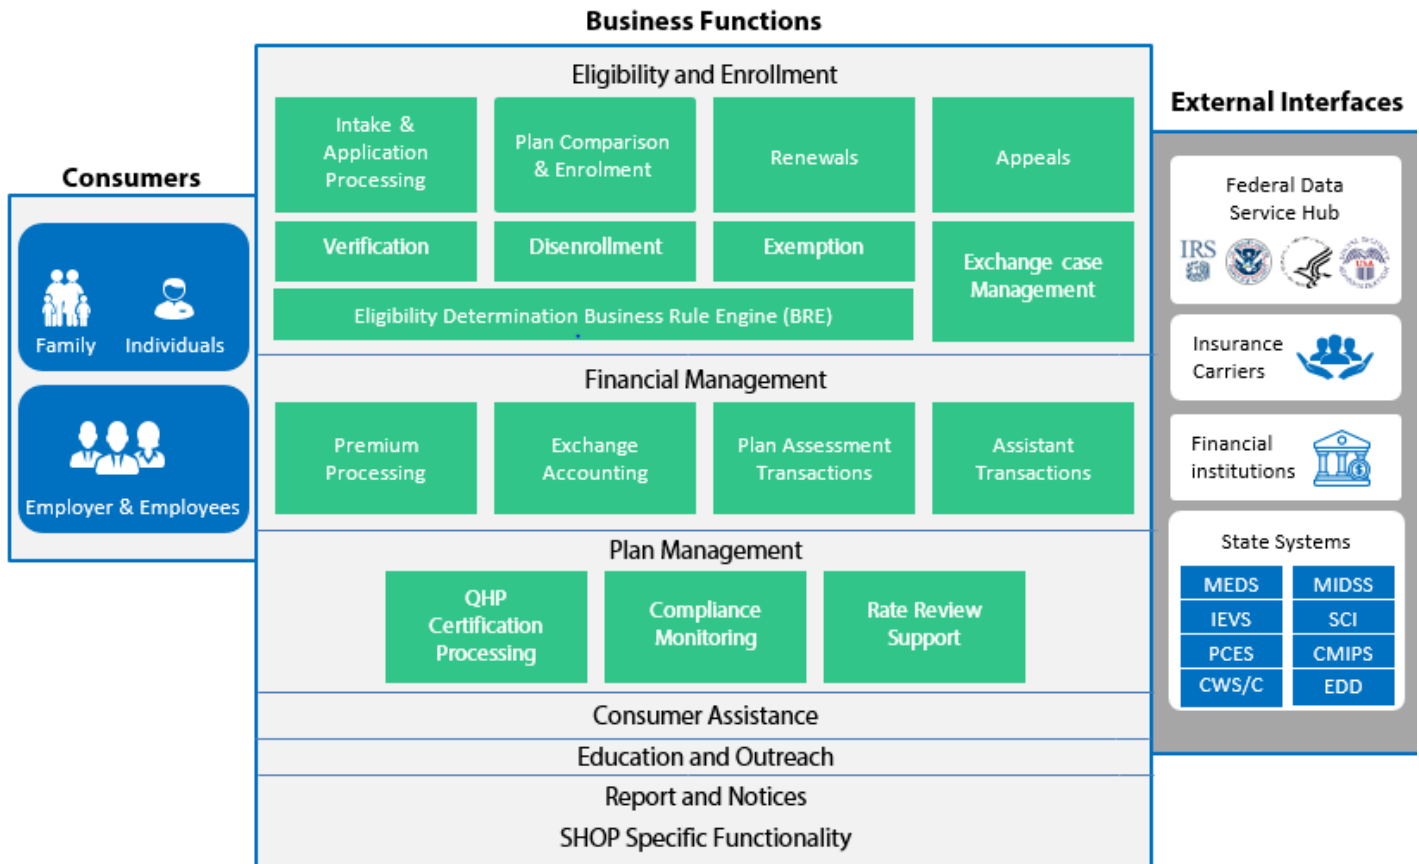 Business Functions
Eligibility and Enrollment
Intake &
Application
Processing
Plan Comparison
& Enrolment
Renewals
Appeals
Verification
Disenrollment
Exemption
Exchange case
Management
Eligibility Determination Business Rule Engine (BRE)
Financial Management
Premium
Processing
Exchange
Accounting
Plan Assessment
Transactions
Assistant
Transactions
Plan Management
QHP
Certification
Processing
Compliance
Monitoring
Rate Review
Support
Consumer Assistance
Education and Outreach
Report and Notices
SHOP Specific Functionality
Consumers
Family
Individuals
Employer & Employees
External Interfaces
Federal Data
Service Hub
IRS
USA
Insurance
Carriers
Financial
institutions
State Systems
MEDS
MIDSS
IEVS
SCI
PCES
CMIPS
CWS/C
EDD